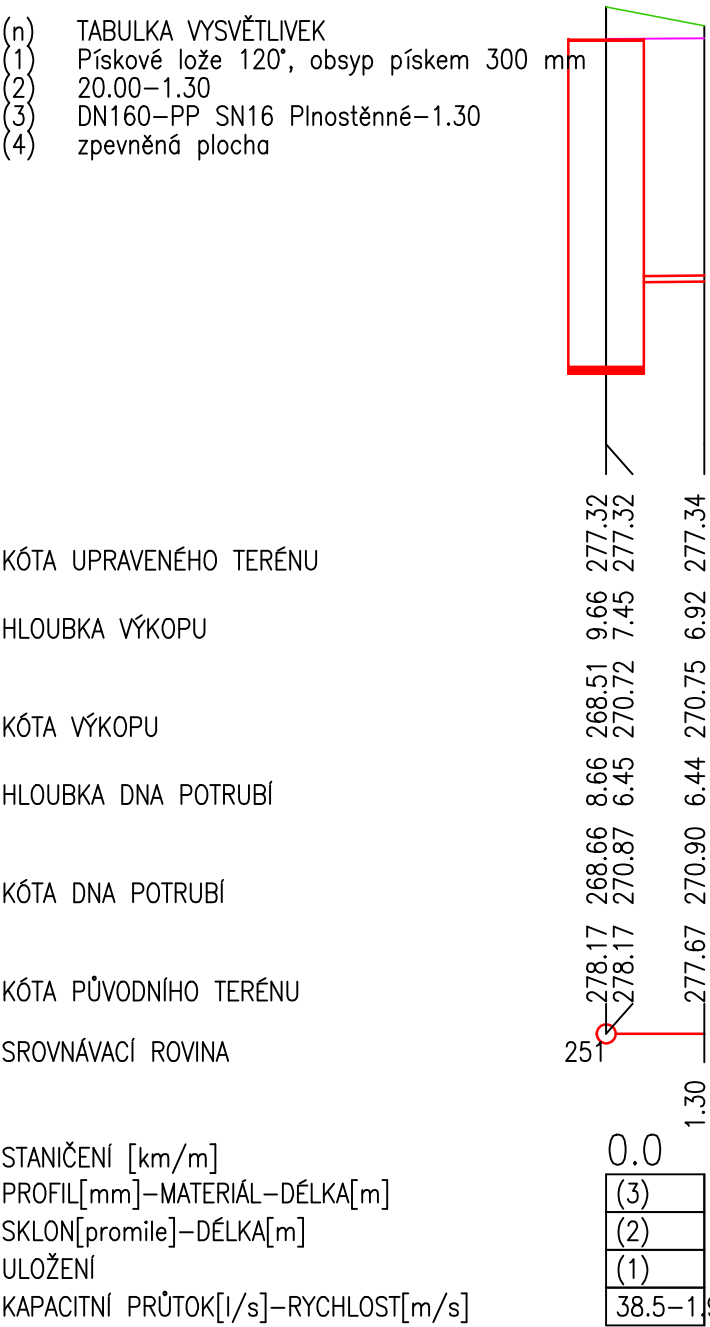 (n) TABULKA VYSVĚTLIVEK
(1) Pískové lože 120°, obsyp pískem 300 mm
(2) 20.00-1.30
(3) DN160-PP SN16 Plnostěnné-1.30
(4) zpevněná plocha
KÓTA UPRAVENÉHO TERÉNU 277.32 277.32 277.34
HLOUBKA VÝKOPU 9.66 7.45 6.92
KÓTA VÝKOPU 268.51 270.72 270.75
HLOUBKA DNA POTRUBÍ 8.66 6.45 6.44
KÓTA DNA POTRUBÍ 268.66 270.87 270.90
KÓTA PŮVODNÍHO TERÉNU 278.17 278.17 277.67
SROVNÁVACÍ ROVINA 251
1.30
STANIČENÍ [km/m] 0.0
PROFIL[mm]-MATERIÁL-DÉLKA[m] (3)
SKLON[promile]-DÉLKA[m] (2)
ULOŽENÍ (1)
KAPACITNÍ PRŮTOK[l/s]-RYCHLOST[m/s] 38.5-1.9